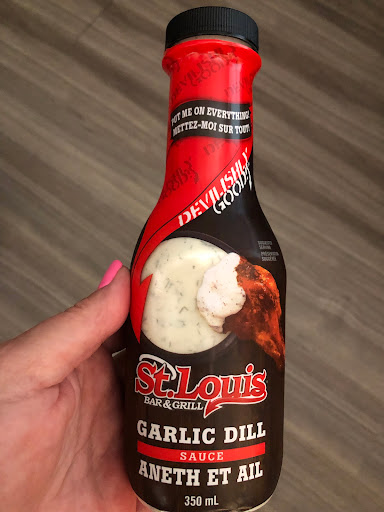 PUT ME ON EVERYTHING!
METTEZ-MOI SUR TOUT!
DEVILISHLY
GOOD!
St. Louis
BAR & GRILL
GARLIC DILL
SAUCE
ANETH ET AIL
350 mL